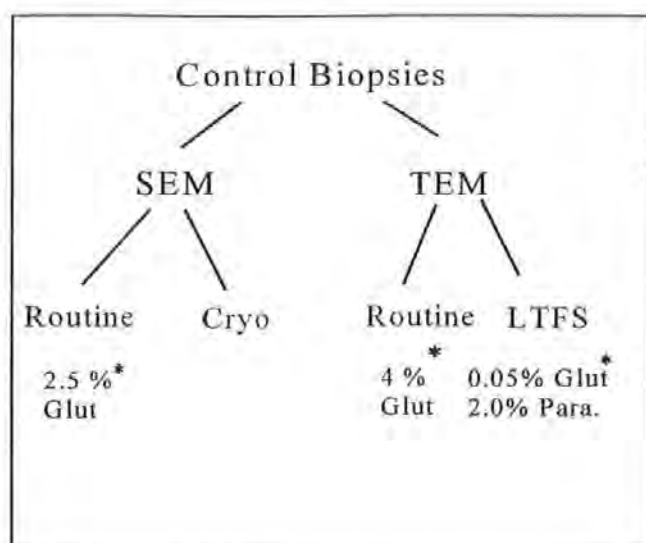 Control Biopsies
SEM TEM
Routine Cryo Routine LTFS
2.5 %* 4 %* 0.05% Glut*
Glut Glut 2.0% Para.